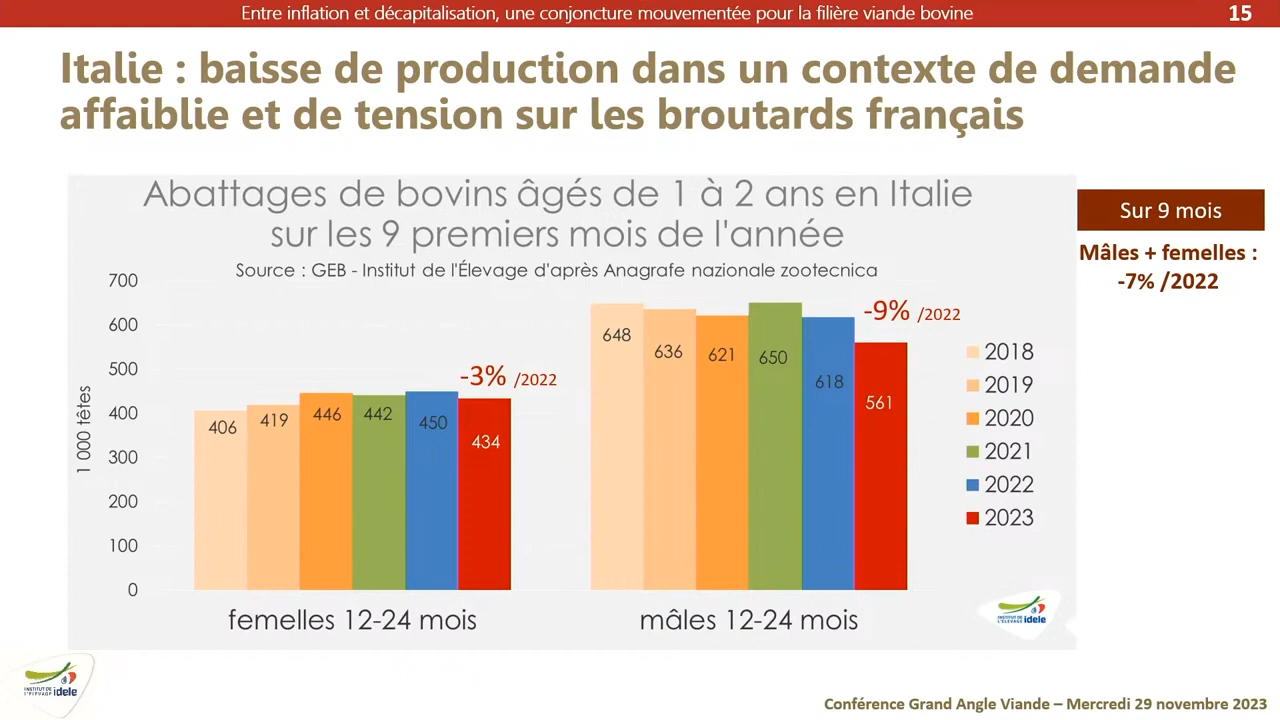 Entre inflation et décapitalisation, une conjoncture mouvementée pour la filière viande bovine
15
Italie : baisse de production dans un contexte de demande
affaiblie et de tension sur les broutards français
Abattages de bovins âgés de 1 à 2 ans en Italie
sur les 9 premiers mois de l'année
Source : GEB - Institut de l'Élevage d'après Anagrafe nazionale zootecnica
Sur 9 mois
Mâles + femelles :
-7% /2022
1 000 têtes
700
600
500
400
300
200
100
0
406
419
446
442
450
434
-3% /2022
648
636
621
650
618
561
-9% /2022
femelles 12-24 mois
mâles 12-24 mois
2018
2019
2020
2021
2022
2023
INSTITUT DE
L'ÉLEVAGE idele
INSTITUT DE
L'ÉLEVAGE idele
Conférence Grand Angle Viande – Mercredi 29 novembre 2023